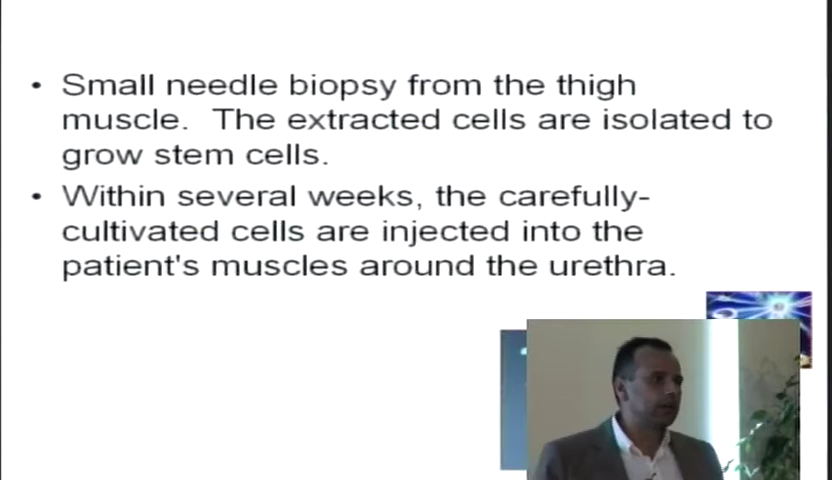 • Small needle biopsy from the thigh
muscle.  The extracted cells are isolated to
grow stem cells.
• Within several weeks, the carefully-
cultivated cells are injected into the
patient's muscles around the urethra.